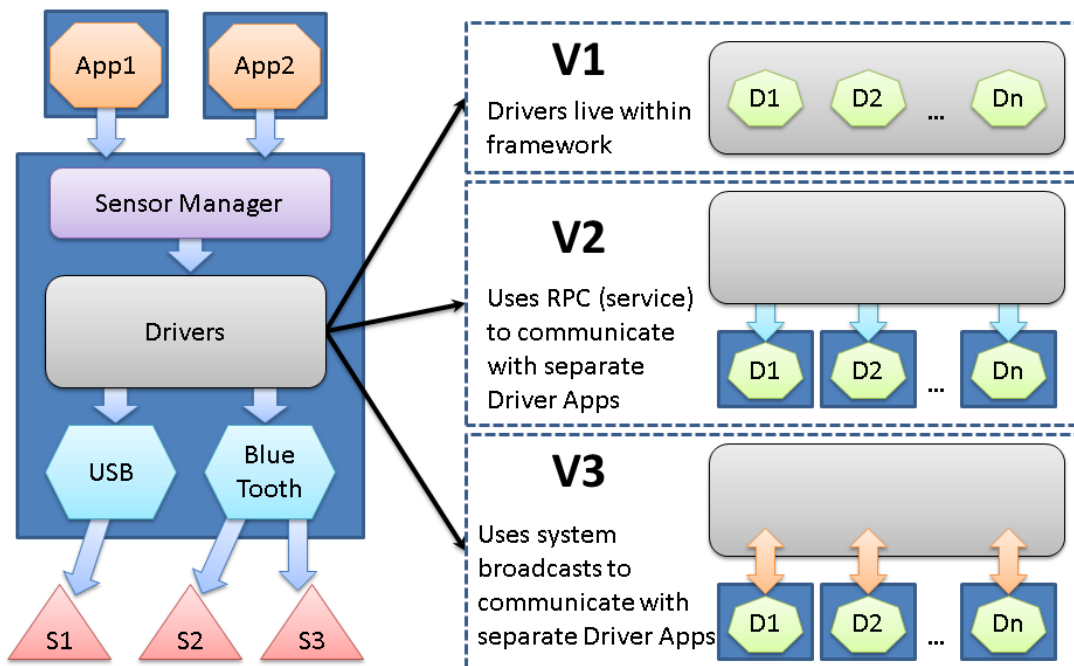 App1
App2
Sensor Manager
Drivers
USB
Blue
Tooth
S1
S2
S3
V1
Drivers live within
framework
D1
D2
...
Dn
V2
Uses RPC (service)
to communicate
with separate
Driver Apps
D1
D2
...
Dn
V3
Uses system
broadcasts to
communicate with
separate Driver Apps
D1
D2
...
Dn